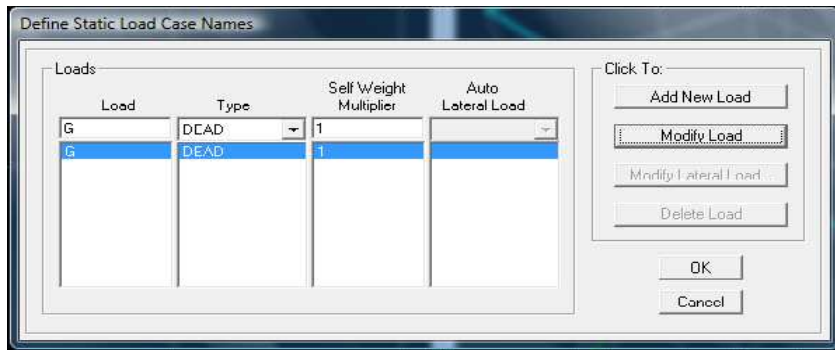 Define Static Load Case Names
Loads
Click To:
Load
Type
Self Weight
Multiplier
Auto
Lateral Load
G
DEAD
1
G
DEAD
1
Add New Load
Modify Load
Modify Lateral Load...
Delete Load
OK
Cancel